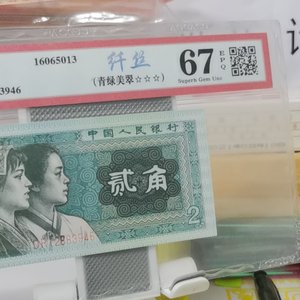 16065013
纤丝
(青绿美翠☆☆☆)
67 EPQ
Superb Gem Unc
3946
中国人民银行
贰角
2